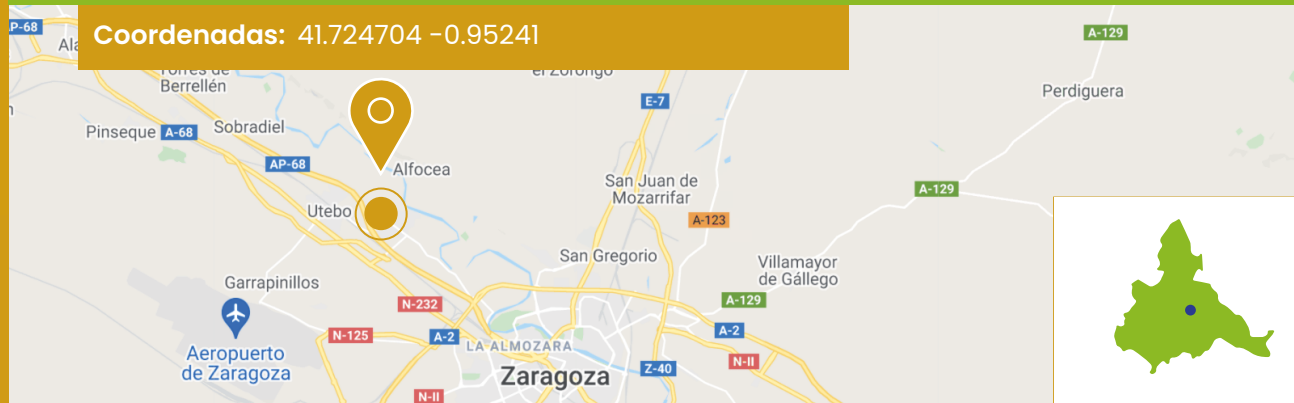 Coordenadas: 41.724704 -0.95241
P-68
A-129
Torres de
Berrellén
el Zorongo
E-7
Perdiguera
Pinseque
A-68
Sobradiel
AP-68
Alfocea
San Juan de
Mozarrifar
A-129
Utebo
A-123
San Gregorio
Villamayor
de Gállego
Garrapinillos
N-232
A-129
N-125
A-2
LA ALMOZARA
A-2
Aeropuerto
de Zaragoza
Zaragoza
Z-40
N-II
N-II